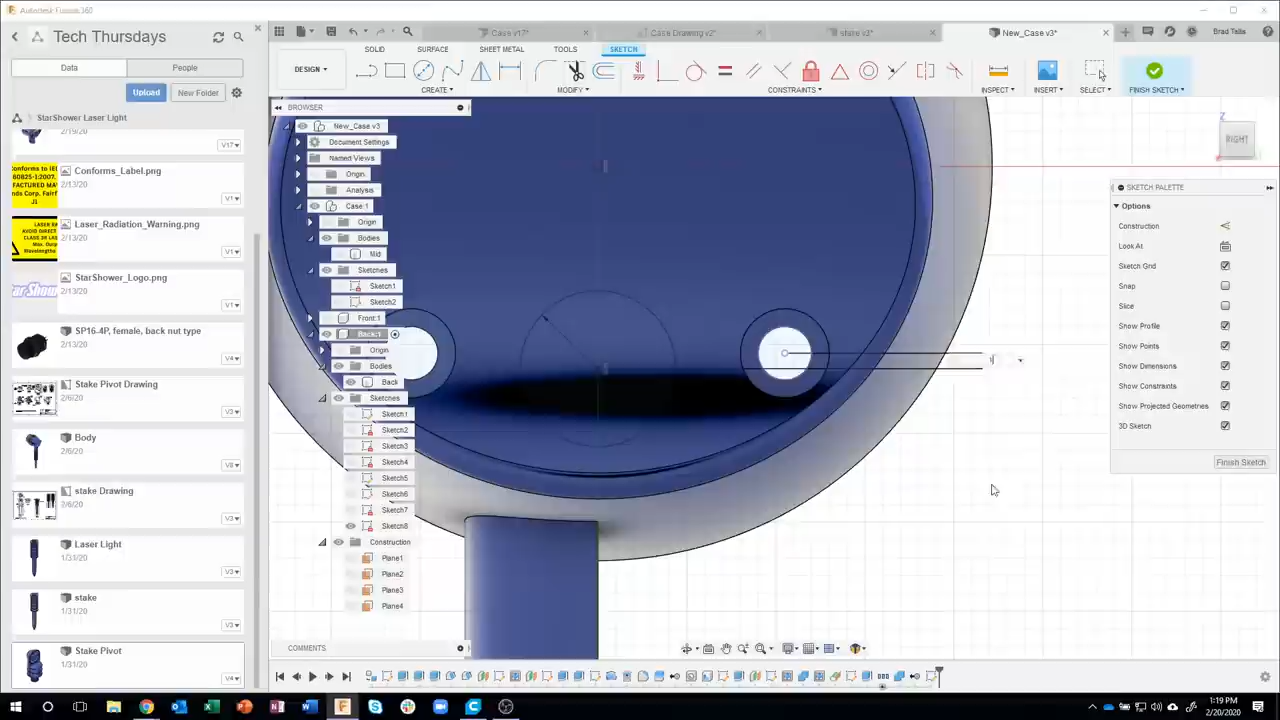 Autodesk Fusion 360
Tech Thursdays
Case v17*
Case Drawing v2*
stake v3*
New_Case v3*
Brad Tallis
Data
People
SOLID
SURFACE
SHEET METAL
TOOLS
SKETCH
DESIGN
Upload
New Folder
CREATE
MODIFY
CONSTRAINTS
INSPECT
INSERT
SELECT
FINISH SKETCH
BROWSER
StarShower Laser Light
2/19/20
V17
Conforms_Label.png
2/13/20
V1
Laser_Radiation_Warning.png
2/13/20
V1
StarShower_Logo.png
2/13/20
V1
SP16-4P, female, back nut type
2/13/20
V4
Stake Pivot Drawing
2/6/20
V3
Body
2/6/20
V8
stake Drawing
2/6/20
V3
Laser Light
1/31/20
V3
stake
1/31/20
V3
Stake Pivot
1/31/20
V4
New_Case v3
Document Settings
Named Views
Origin
Analysis
Case:1
Origin
Bodies
Mid
Sketches
Sketch1
Sketch2
Front:1
Back:1
Origin
Bodies
Back
Sketches
Sketch1
Sketch2
Sketch3
Sketch4
Sketch5
Sketch6
Sketch7
Sketch8
Construction
Plane1
Plane2
Plane3
Plane4
COMMENTS
Z
RIGHT
SKETCH PALETTE
Options
Construction
Look At
Sketch Grid
Snap
Slice
Show Profile
Show Points
Show Dimensions
Show Constraints
Show Projected Geometries
3D Sketch
Finish Sketch
1:19 PM
2/20/2020